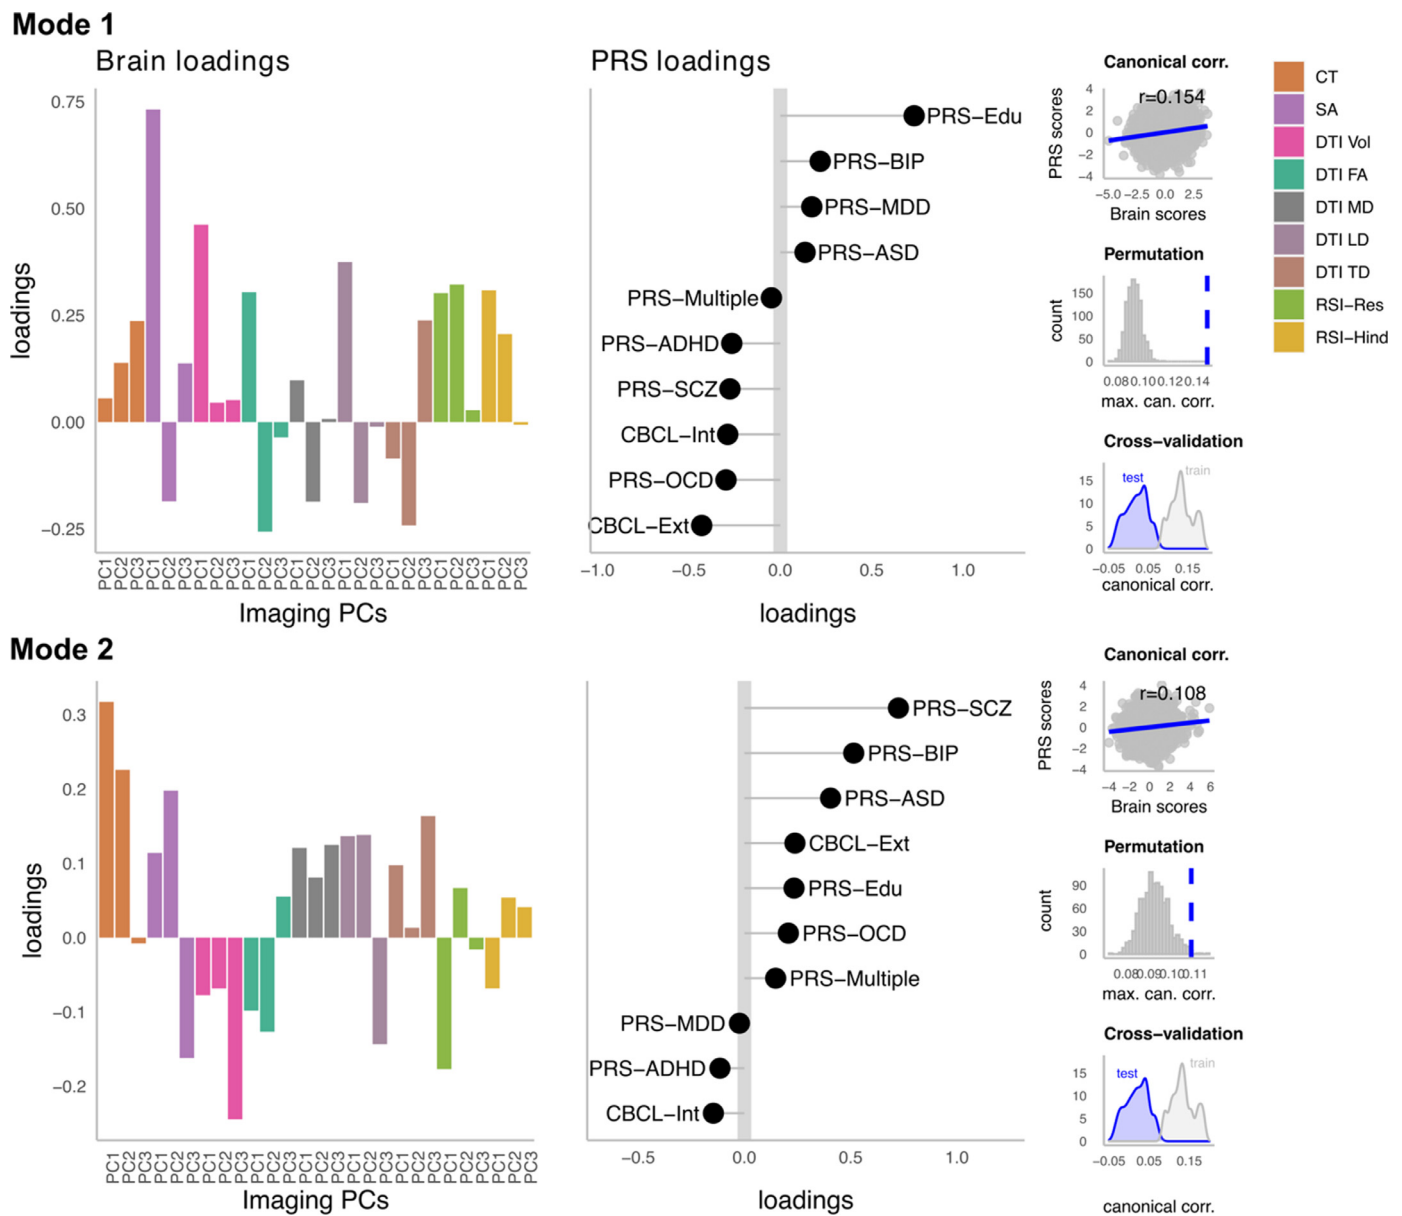 Mode 1
Brain loadings
PRS loadings
loadings
0.75
0.50
0.25
0.00
−0.25
PC1 PC2 PC3 PC1 PC2 PC3 PC1 PC2 PC3 PC1 PC2 PC3 PC1 PC2 PC3 PC1 PC2 PC3 PC1 PC2 PC3 PC1 PC2 PC3 PC1 PC2 PC3
Imaging PCs
PRS−Edu
PRS−BIP
PRS−MDD
PRS−ASD
PRS−Multiple
PRS−ADHD
PRS−SCZ
CBCL−Int
PRS−OCD
CBCL−Ext
−1.0 −0.5 0.0 0.5 1.0
loadings
Canonical corr.
r=0.154
PRS scores
4
2
0
−2
−4
−5.0 −2.5 0.0 2.5
Brain scores
Permutation
count
150
100
50
0
0.08 0.10 0.12 0.14
max. can. corr.
Cross−validation
test
train
15
10
5
0
−0.05 0.05 0.15
canonical corr.
CT
SA
DTI Vol
DTI FA
DTI MD
DTI LD
DTI TD
RSI−Res
RSI−Hind
Mode 2
loadings
0.3
0.2
0.1
0.0
−0.1
−0.2
PC1 PC2 PC3 PC1 PC2 PC3 PC1 PC2 PC3 PC1 PC2 PC3 PC1 PC2 PC3 PC1 PC2 PC3 PC1 PC2 PC3 PC1 PC2 PC3 PC1 PC2 PC3
Imaging PCs
PRS−SCZ
PRS−BIP
PRS−ASD
CBCL−Ext
PRS−Edu
PRS−OCD
PRS−Multiple
PRS−MDD
PRS−ADHD
CBCL−Int
−0.5 0.0 0.5 1.0
loadings
Canonical corr.
r=0.108
PRS scores
4
2
0
−2
−4
−4 −2 0 2 4 6
Brain scores
Permutation
count
90
60
30
0
0.08 0.09 0.10 0.11
max. can. corr.
Cross−validation
test
train
15
10
5
0
−0.05 0.05 0.15
canonical corr.